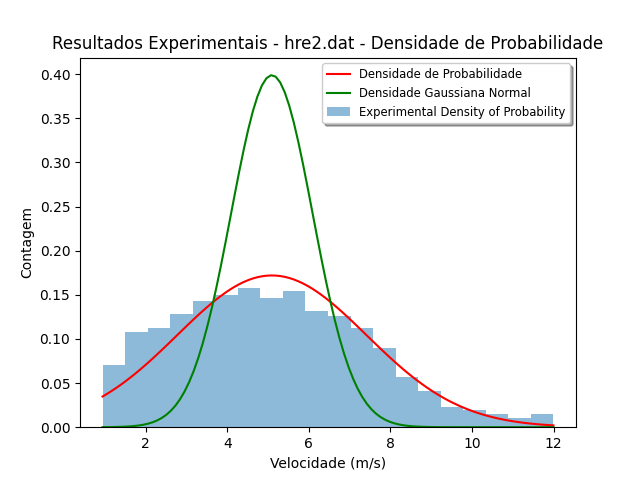 Resultados Experimentais - hre2.dat - Densidade de Probabilidade
Densidade de Probabilidade
Densidade Gaussiana Normal
Experimental Density of Probability
0.40
0.35
0.30
0.25
0.20
0.15
0.10
0.05
0.00
Contagem
2 4 6 8 10 12
Velocidade (m/s)